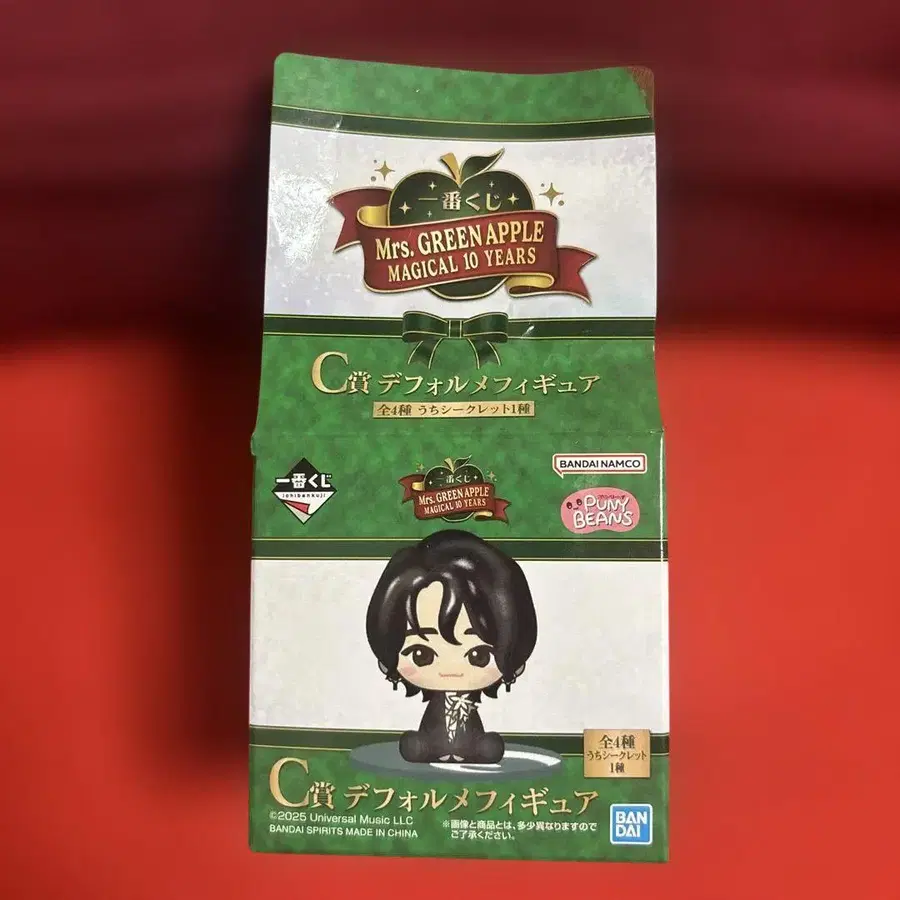 一番くじ
Mrs. GREEN APPLE
MAGICAL 10 YEARS
C賞 デフォルメフィギュア
全4種 うちシークレット1種
一番くじ
ichibankuji
一番くじ
Mrs. GREEN APPLE
MAGICAL 10 YEARS
BANDAI NAMCO
PUNY
BEANS
全4種
うちシークレット
1種
C賞 デフォルメフィギュア
©2025 Universal Music LLC
BANDAI SPIRITS MADE IN CHINA
※画像と商品とは、多少異なりますので
ご了承ください。
BAN
DAI